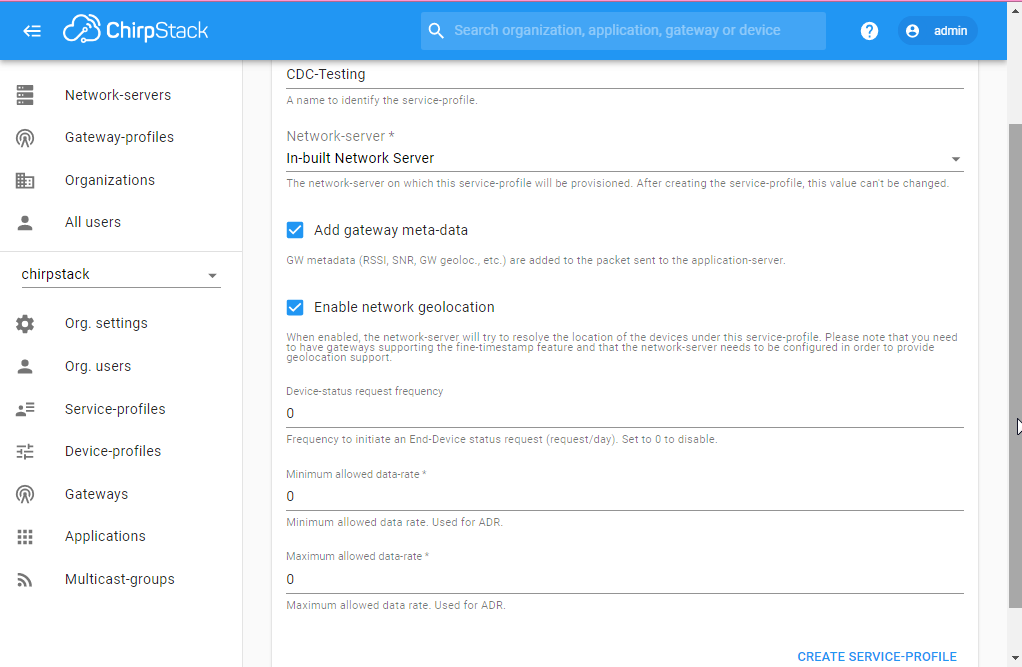 ChirpStack
Search organization, application, gateway or device
? admin
Network-servers
Gateway-profiles
Organizations
All users
chirpstack
Org. settings
Org. users
Service-profiles
Device-profiles
Gateways
Applications
Multicast-groups
CDC-Testing
A name to identify the service-profile.
Network-server *
In-built Network Server
The network-server on which this service-profile will be provisioned. After creating the service-profile, this value can't be changed.
Add gateway meta-data
GW metadata (RSSI, SNR, GW geoloc., etc.) are added to the packet sent to the application-server.
Enable network geolocation
When enabled, the network-server will try to resolve the location of the devices under this service-profile. Please note that you need
to have gateways supporting the fine-timestamp feature and that the network-server needs to be configured in order to provide
geolocation support.
Device-status request frequency
0
Frequency to initiate an End-Device status request (request/day). Set to 0 to disable.
Minimum allowed data-rate *
0
Minimum allowed data rate. Used for ADR.
Maximum allowed data-rate *
0
Maximum allowed data rate. Used for ADR.
CREATE SERVICE-PROFILE